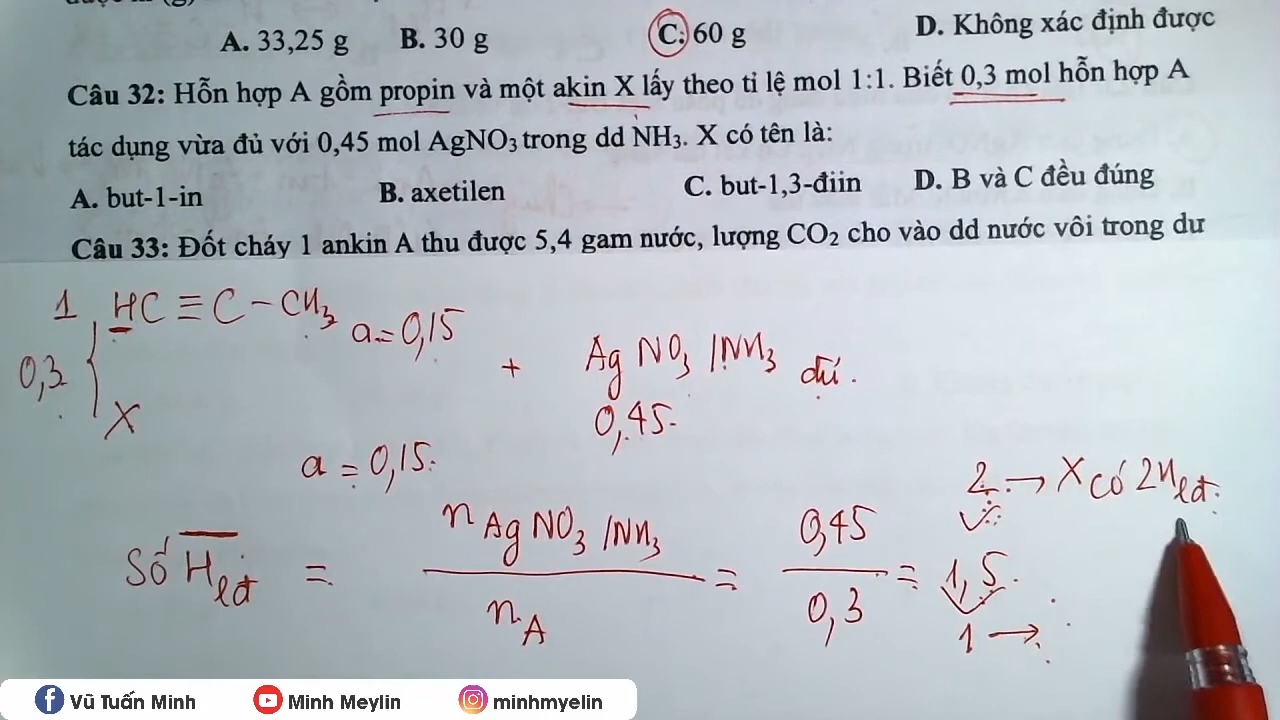 A. 33,25 g B. 30 g C. 60 g D. Không xác định được
Câu 32: Hỗn hợp A gồm propin và một akin X lấy theo tỉ lệ mol 1:1. Biết 0,3 mol hỗn hợp A
tác dụng vừa đủ với 0,45 mol AgNO₃ trong dd NH₃. X có tên là:
A. but-1-in B. axetilen C. but-1,3-điin D. B và C đều đúng
Câu 33: Đốt cháy 1 ankin A thu được 5,4 gam nước, lượng CO₂ cho vào dd nước vôi trong dư
1 HC ≡ C – CH₃ a = 0,15
0,3 + AgNO₃ /NH₃ đủ.
X 0,45.
a = 0,15.
2 → X có 2H lđ.
Số H lđ = n AgNO₃ /NH₃ / n A = 0,45 / 0,3 = 1,5.
1 →
Vũ Tuấn Minh Minh Meylin minhmyelin